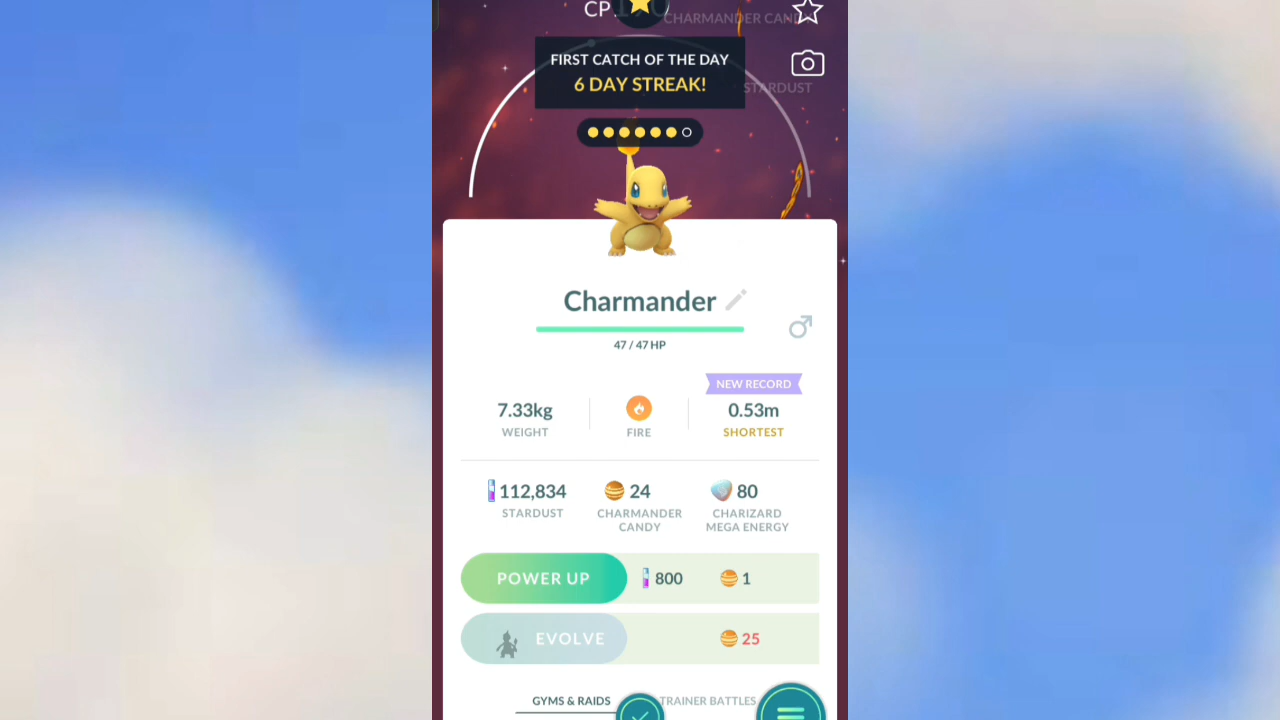 CP
CHARMANDER CANDY
FIRST CATCH OF THE DAY
6 DAY STREAK!
STARDUST
Charmander
47 / 47 HP
NEW RECORD
7.33kg
0.53m
WEIGHT
FIRE
SHORTEST
112,834
24
80
STARDUST
CHARMANDER
CANDY
CHARIZARD
MEGA ENERGY
POWER UP
800
1
EVOLVE
25
GYMS & RAIDS
TRAINER BATTLES